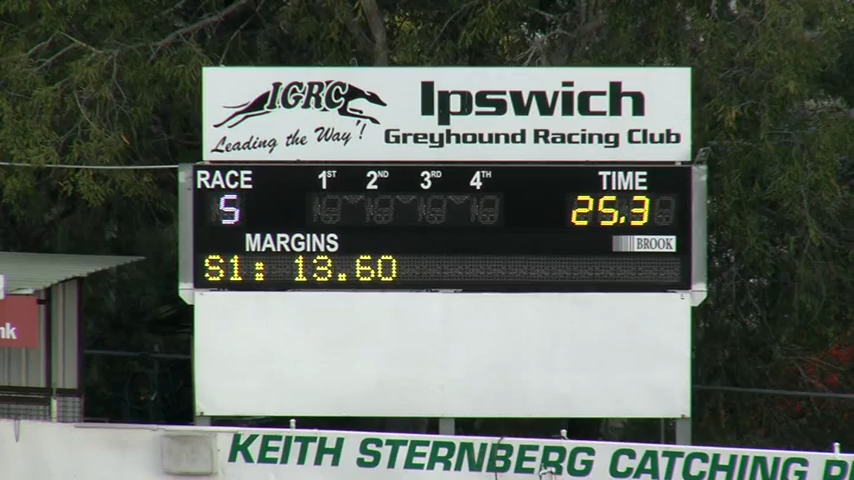 IGRC
Leading the Way!
Ipswich
Greyhound Racing Club
RACE 1ST 2ND 3RD 4TH TIME
5 25.3
MARGINS BROOK
S1: 13.60
nk
KEITH STERNBERG CATCHING